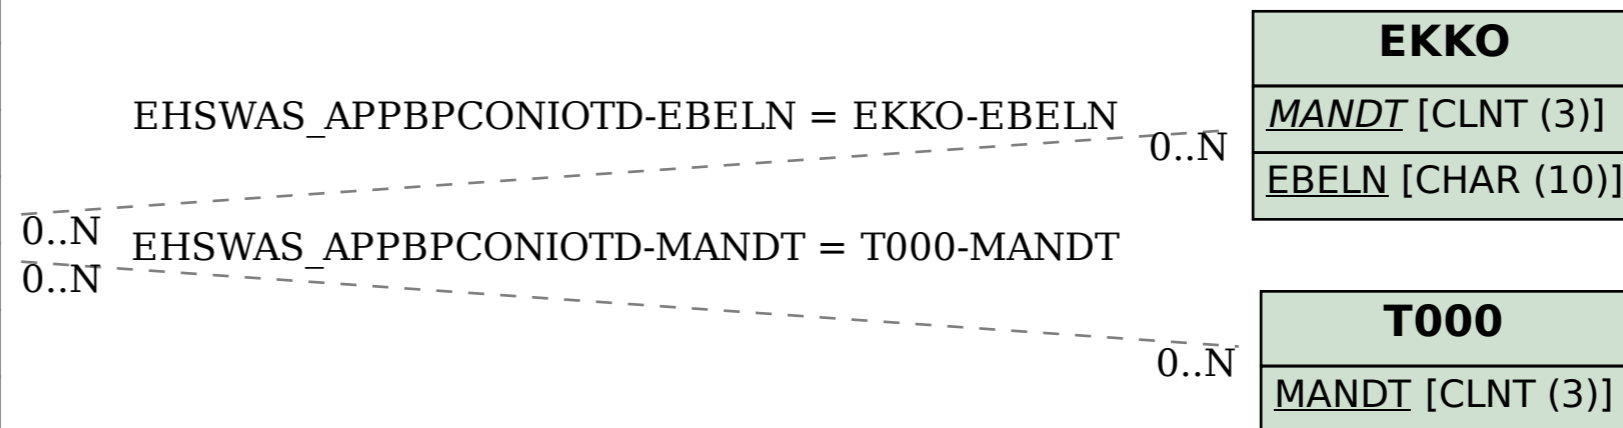 EKKO
EHSWAS_APPBPCONIOTD-EBELN = EKKO-EBELN
MANDT [CLNT (3)]
0..N
EBELN [CHAR (10)]
0..N
EHSWAS_APPBPCONIOTD-MANDT = T000-MANDT
0..N
T000
0..N
MANDT [CLNT (3)]